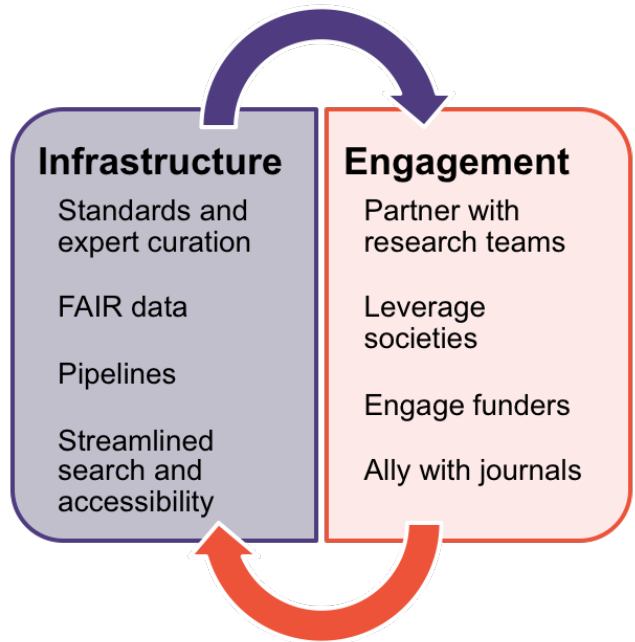 Infrastructure
Standards and
expert curation
FAIR data
Pipelines
Streamlined
search and
accessibility
Engagement
Partner with
research teams
Leverage
societies
Engage funders
Ally with journals